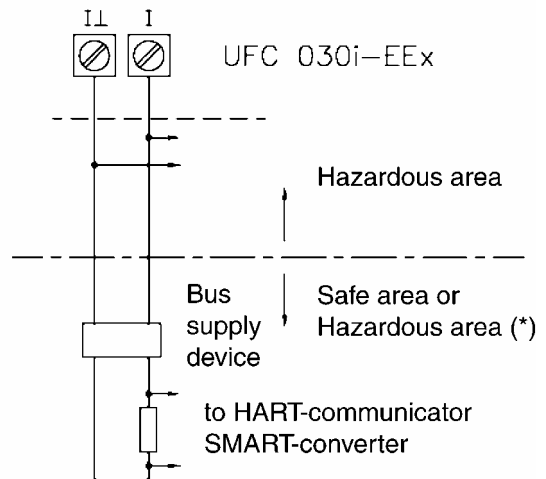 I⊥ I
UFC 030i-EEx
Hazardous area
Bus
supply
device
Safe area or
Hazardous area (*)
to HART-communicator
SMART-converter